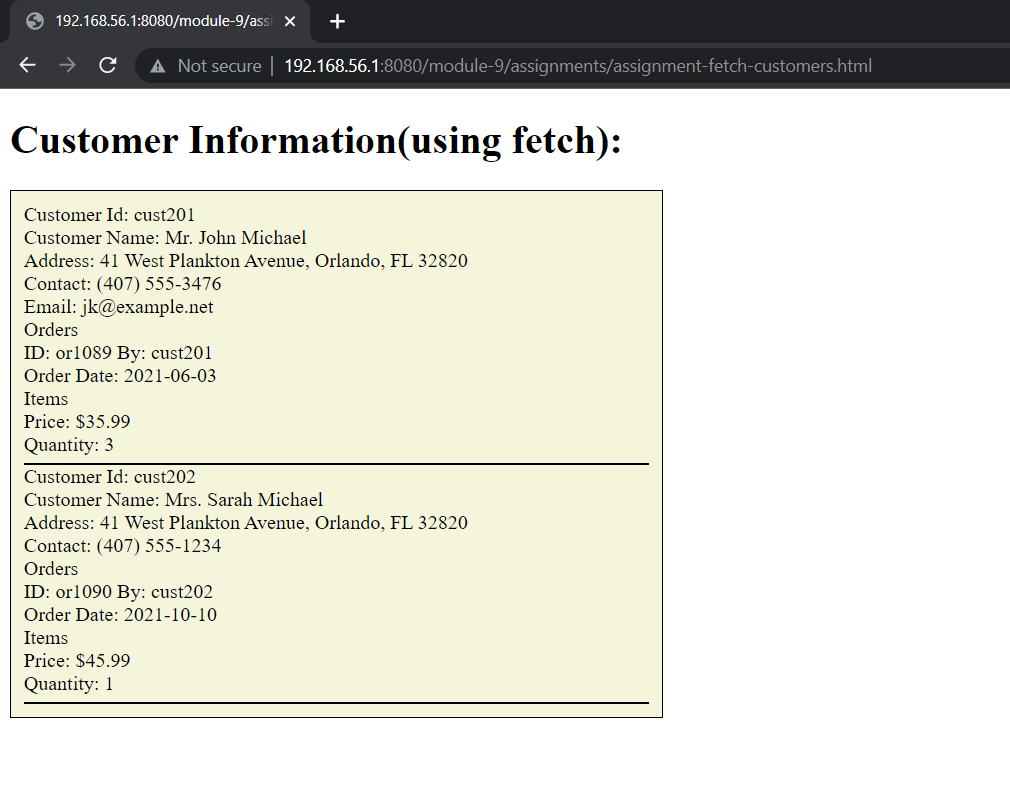 192.168.56.1:8080/module-9/assi
Not secure | 192.168.56.1:8080/module-9/assignments/assignment-fetch-customers.html
Customer Information(using fetch):
Customer Id: cust201
Customer Name: Mr. John Michael
Address: 41 West Plankton Avenue, Orlando, FL 32820
Contact: (407) 555-3476
Email: jk@example.net
Orders
ID: or1089 By: cust201
Order Date: 2021-06-03
Items
Price: $35.99
Quantity: 3
Customer Id: cust202
Customer Name: Mrs. Sarah Michael
Address: 41 West Plankton Avenue, Orlando, FL 32820
Contact: (407) 555-1234
Orders
ID: or1090 By: cust202
Order Date: 2021-10-10
Items
Price: $45.99
Quantity: 1